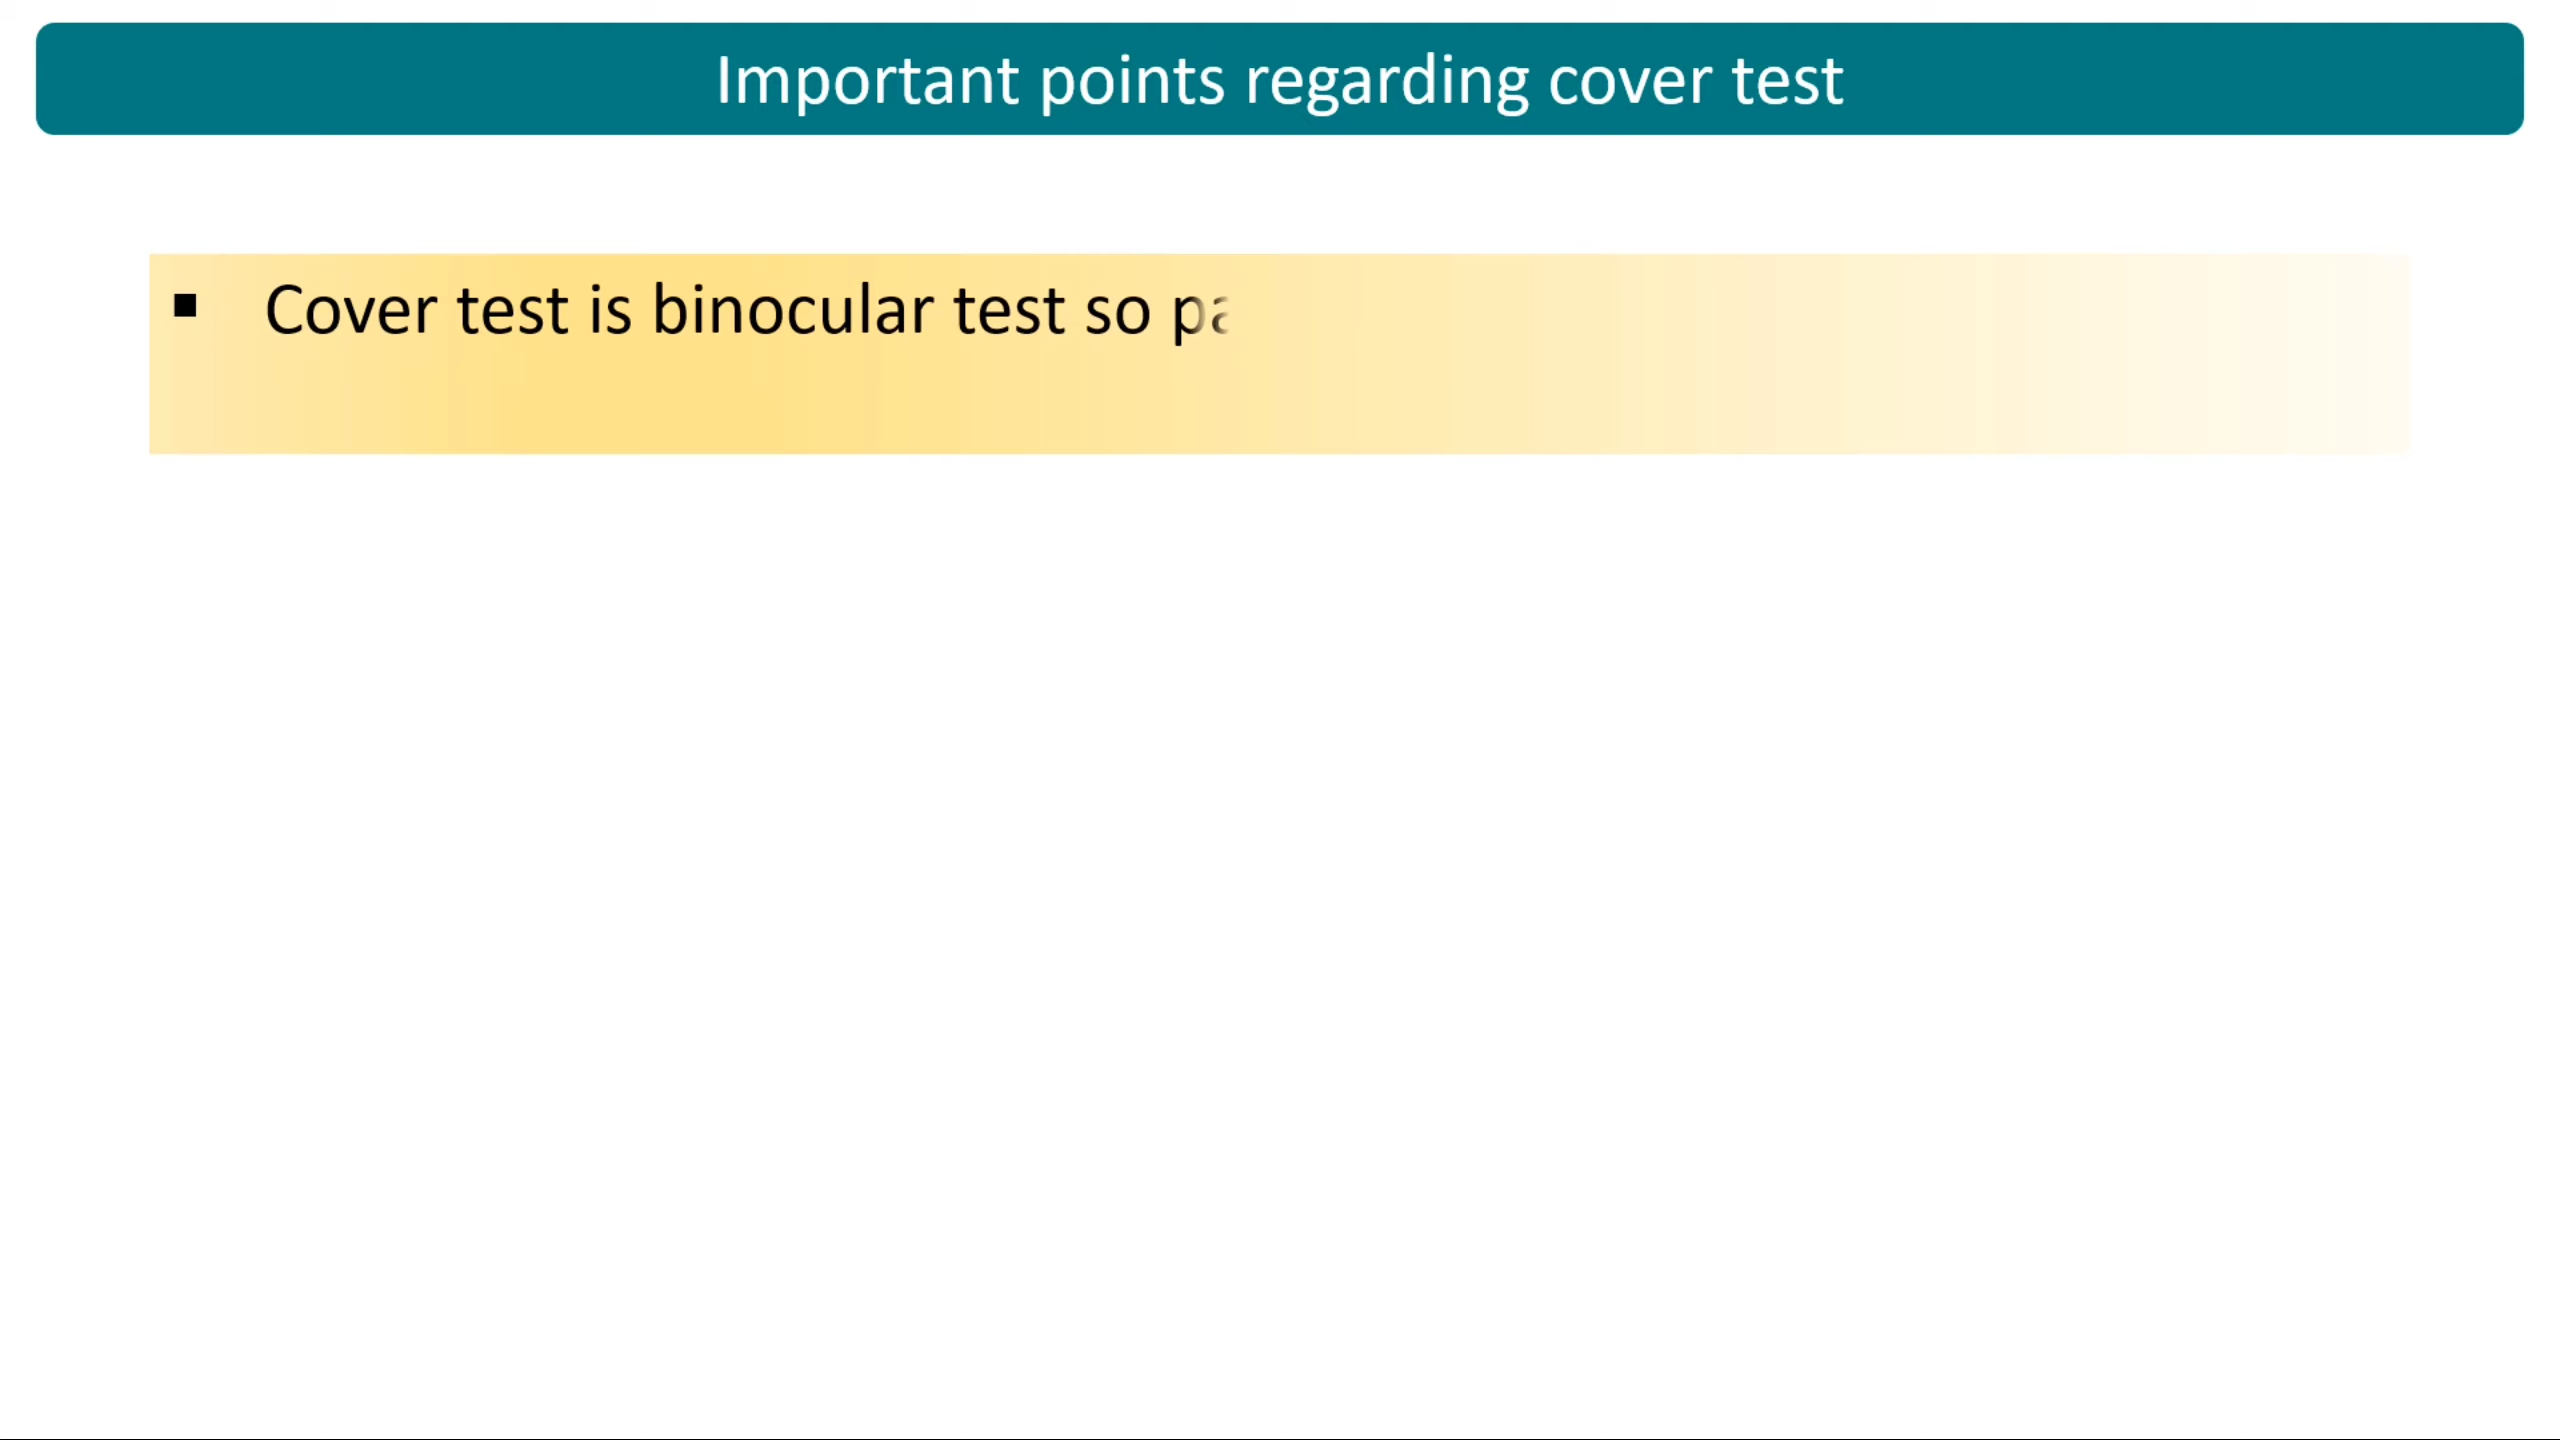 Important points regarding cover test
▪ Cover test is binocular test so